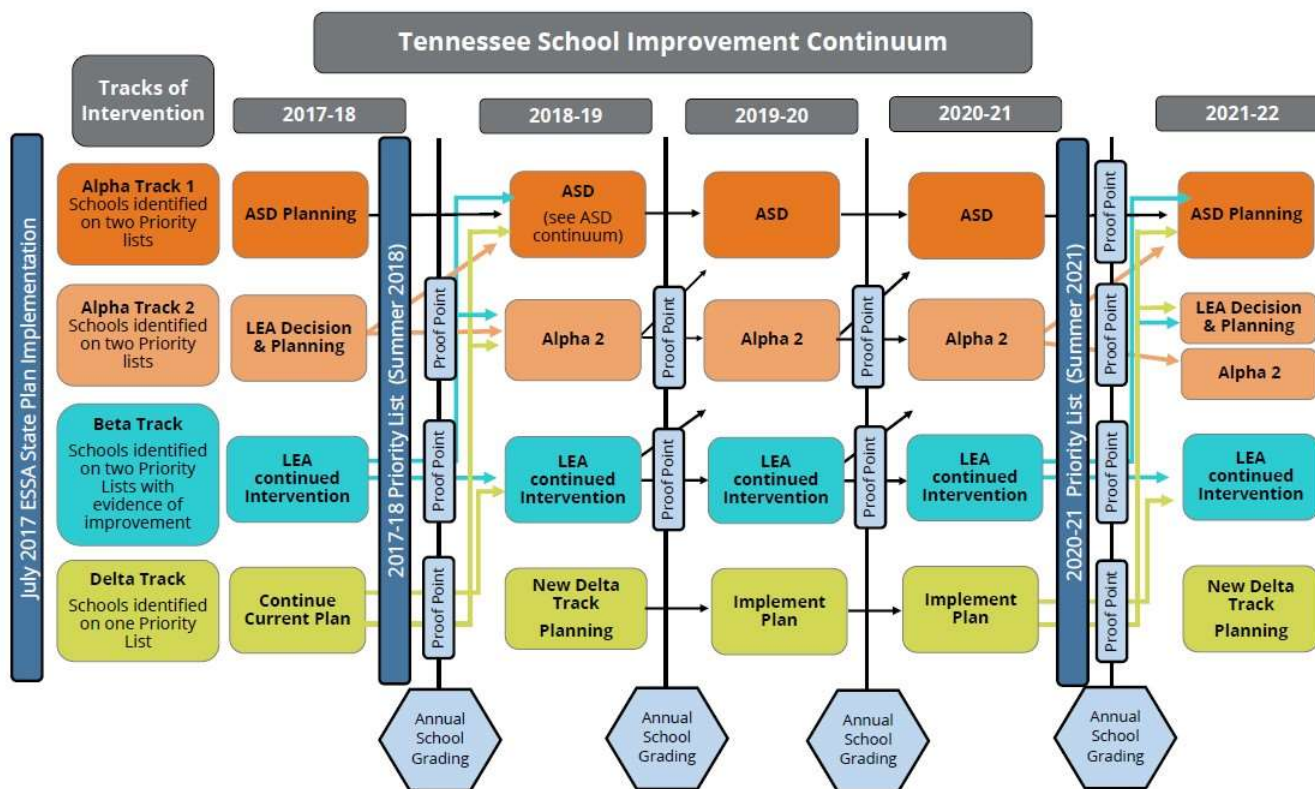 Tennessee School Improvement Continuum
Tracks of
Intervention
2017-18
2018-19
2019-20
2020-21
2021-22
July 2017 ESSA State Plan Implementation
2017-18 Priority List (Summer 2018)
2020-21 Priority List (Summer 2021)
Alpha Track 1
Schools identified
on two Priority
lists
ASD Planning
ASD
(see ASD
continuum)
ASD
ASD
Proof Point
ASD Planning
Alpha Track 2
Schools identified
on two Priority
lists
LEA Decision
& Planning
Proof Point
Alpha 2
Proof Point
Alpha 2
Proof Point
Alpha 2
Proof Point
LEA Decision
& Planning
Alpha 2
Beta Track
Schools identified
on two Priority
Lists with
evidence of
improvement
LEA
continued
Intervention
Proof Point
LEA
continued
Intervention
Proof Point
LEA
continued
Intervention
Proof Point
LEA
continued
Intervention
Proof Point
LEA
continued
Intervention
Delta Track
Schools identified
on one Priority
List
Continue
Current Plan
Proof Point
New Delta
Track
Planning
Implement
Plan
Implement
Plan
Proof Point
New Delta
Track
Planning
Annual
School
Grading
Annual
School
Grading
Annual
School
Grading
Annual
School
Grading